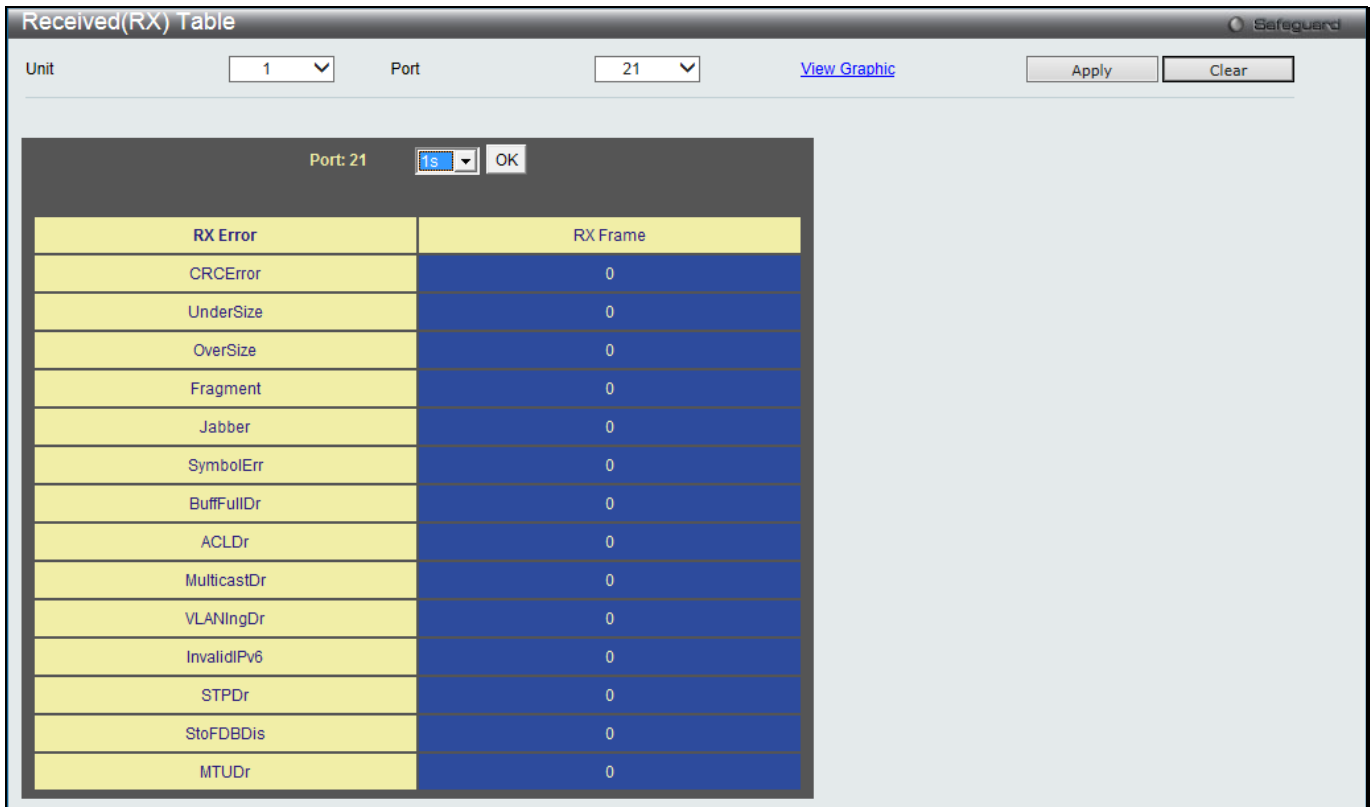 Received(RX) Table
Safeguard
Unit 1 Port 21 View Graphic Apply Clear
Port: 21 1s OK
RX Error RX Frame
CRCError 0
UnderSize 0
OverSize 0
Fragment 0
Jabber 0
SymbolErr 0
BuffFullDr 0
ACLDr 0
MulticastDr 0
VLANIngDr 0
InvalidIPv6 0
STPDr 0
StoFDBDis 0
MTUDr 0